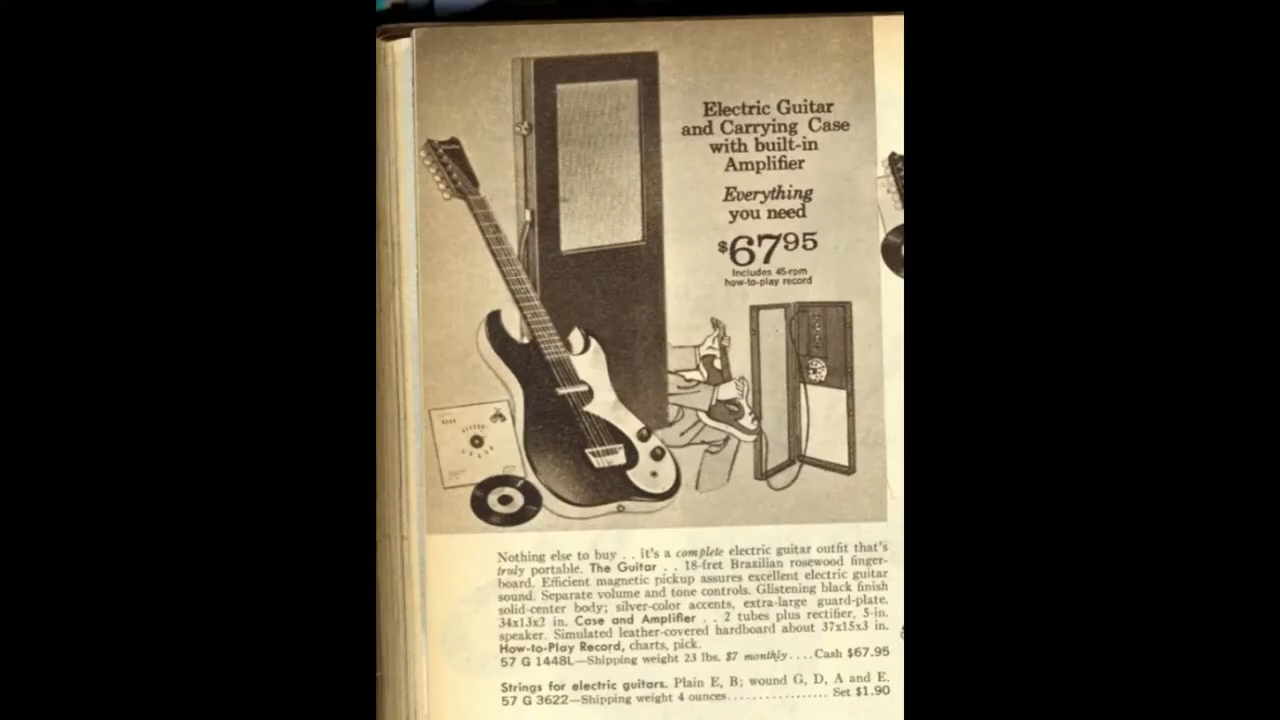 Electric Guitar
and Carrying Case
with built-in
Amplifier
Everything
you need
$67.95
Includes 45-rpm
how-to-play record
Nothing else to buy . . it's a complete electric guitar outfit that's
truly portable. The Guitar . . 18-fret Brazilian rosewood finger-
board. Efficient magnetic pickup assures excellent electric guitar
sound. Separate volume and tone controls. Glistening black finish
solid-center body; silver-color accents, extra-large guard-plate.
34x13x2 in. Case and Amplifier . . 2 tubes plus rectifier, 5-in.
speaker. Simulated leather-covered hardboard about 37x15x3 in.
How-to-Play Record, charts, pick.
57 G 1448L—Shipping weight 23 lbs. $7 monthly....Cash $67.95
Strings for electric guitars. Plain E, B; wound G, D, A and E.
57 G 3622—Shipping weight 4 ounces................. Set $1.90